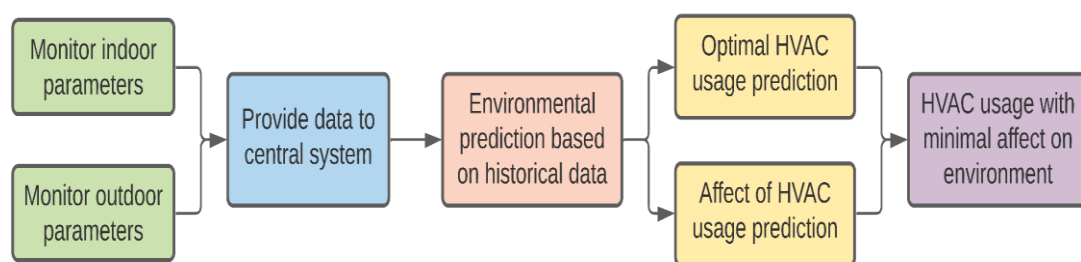 Monitor indoor
parameters
Monitor outdoor
parameters
Provide data to
central system
Environmental
prediction based
on historical data
Optimal HVAC
usage prediction
Affect of HVAC
usage prediction
HVAC usage with
minimal affect on
environment